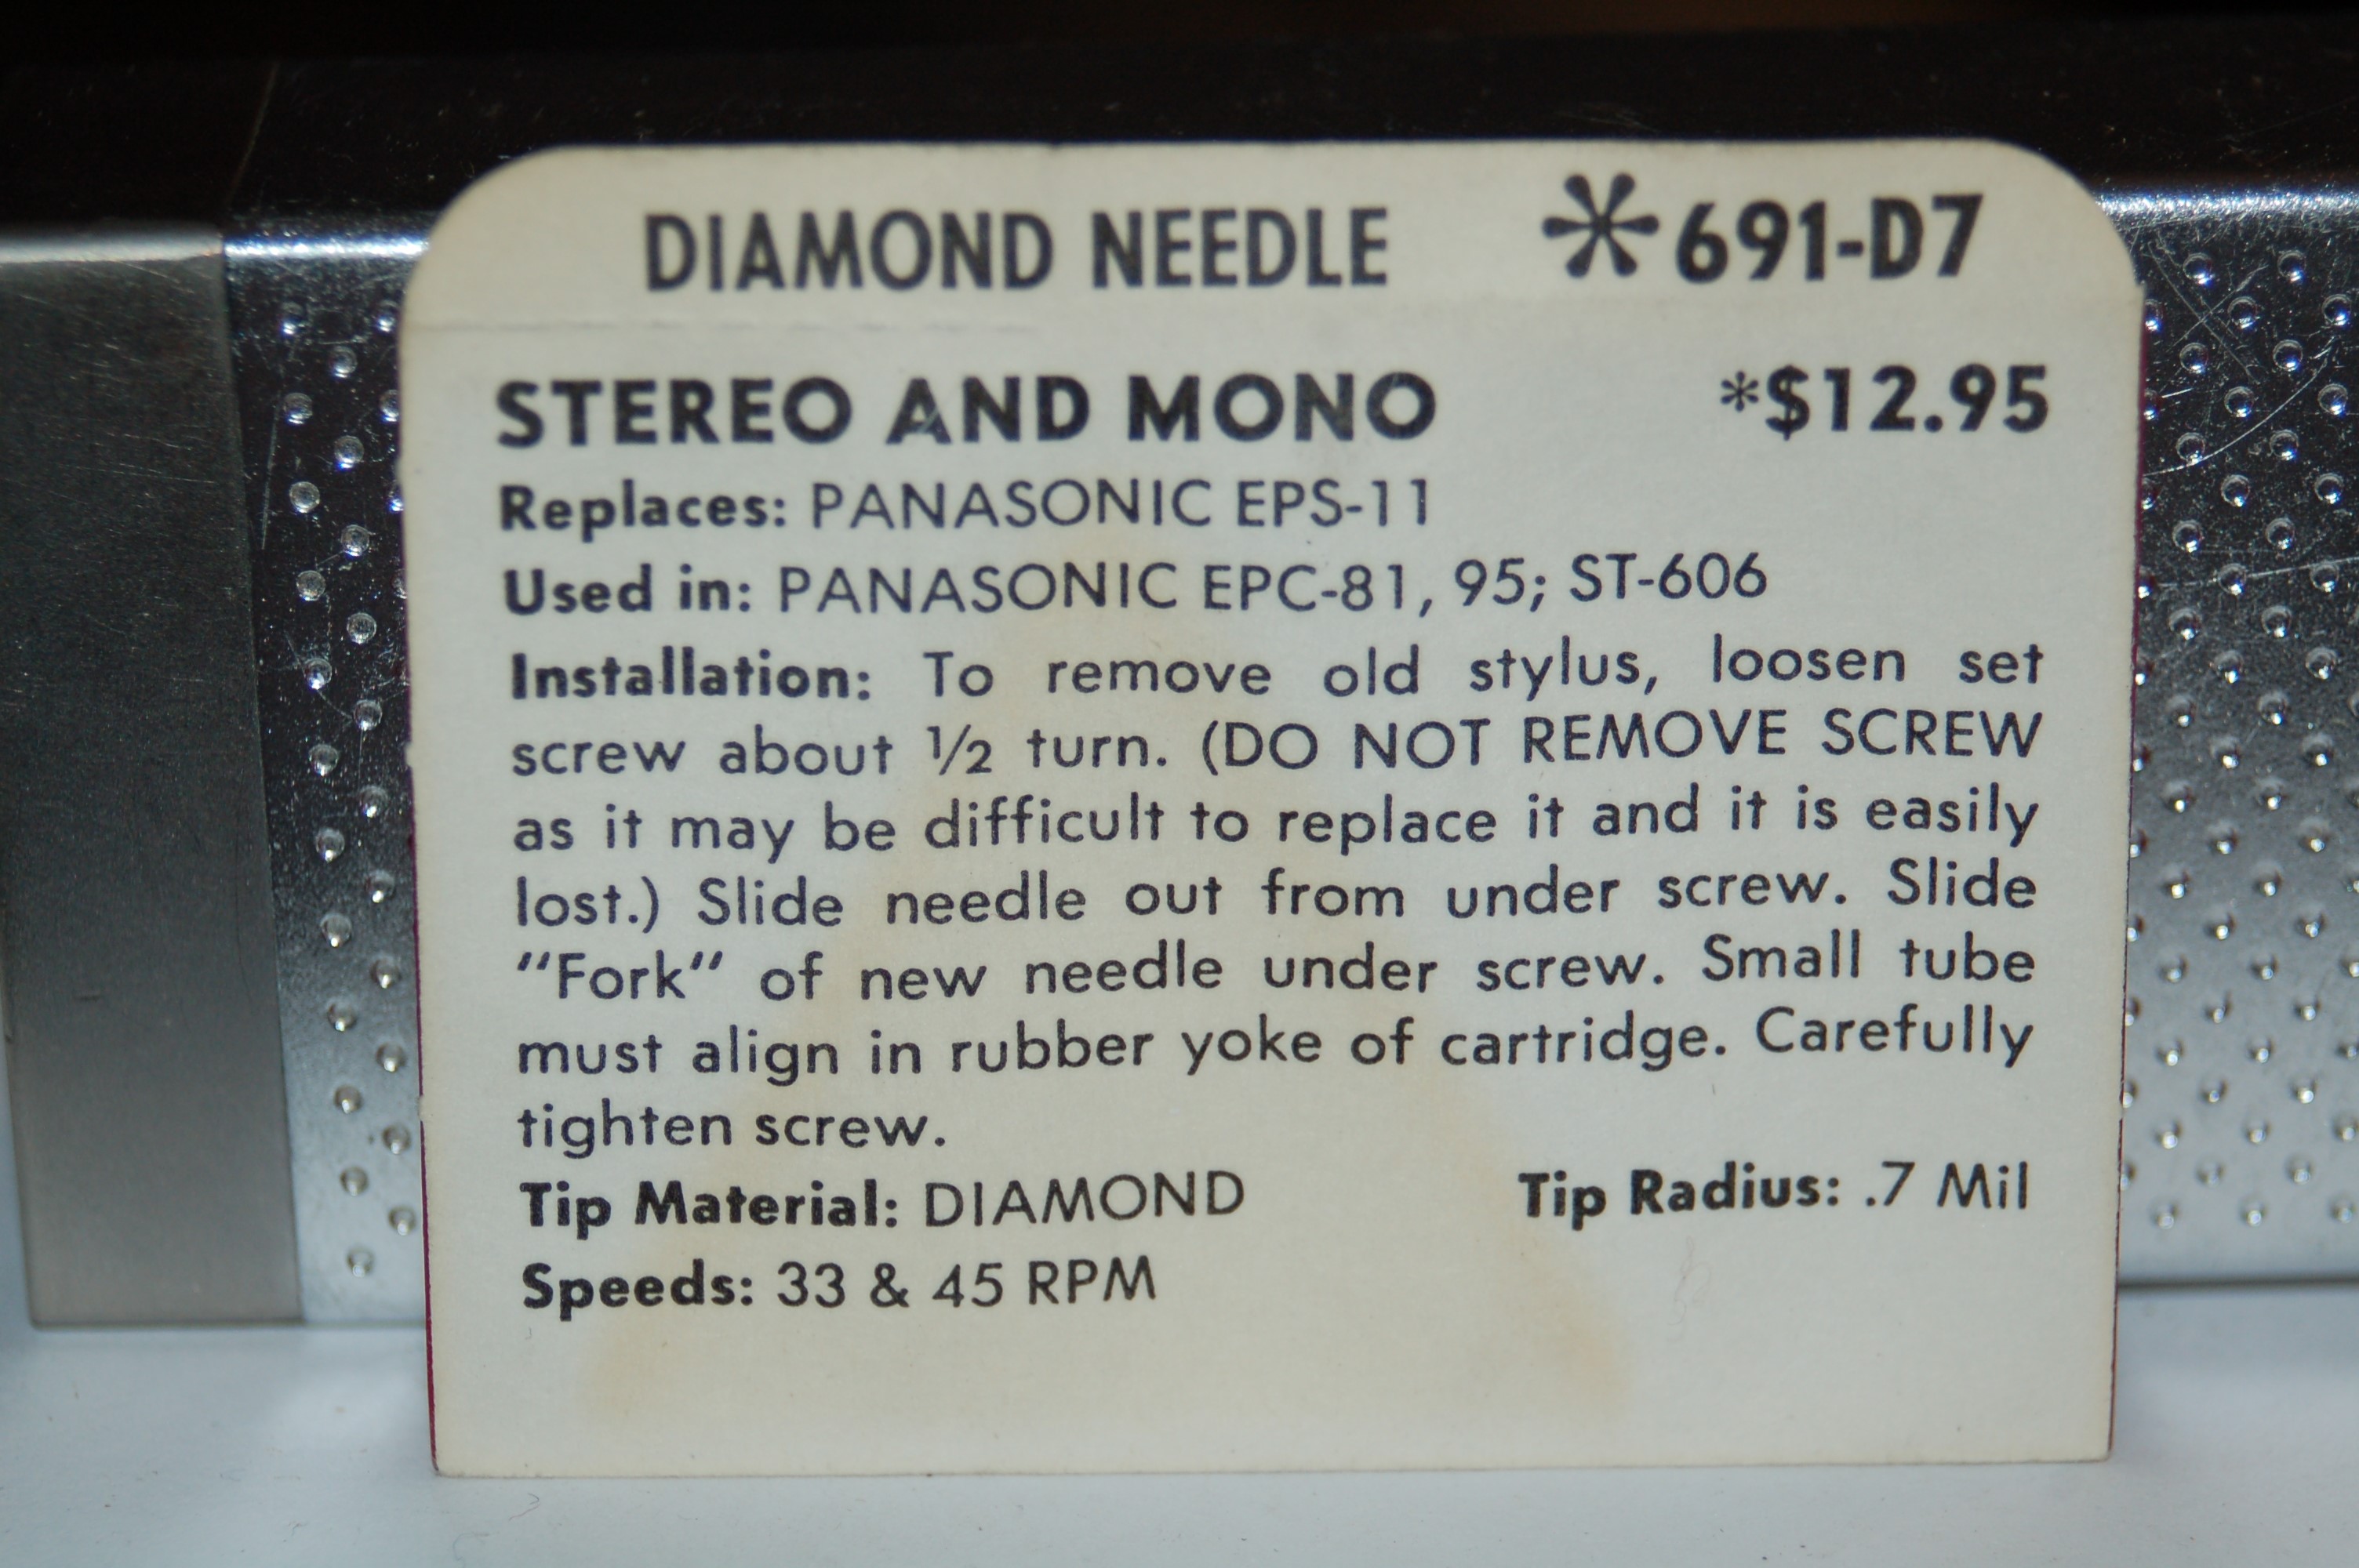 DIAMOND NEEDLE *691-D7
STEREO AND MONO *$12.95
Replaces: PANASONIC EPS-11
Used in: PANASONIC EPC-81, 95; ST-606
Installation: To remove old stylus, loosen set
screw about ½ turn. (DO NOT REMOVE SCREW
as it may be difficult to replace it and it is easily
lost.) Slide needle out from under screw. Slide
"Fork" of new needle under screw. Small tube
must align in rubber yoke of cartridge. Carefully
tighten screw.
Tip Material: DIAMOND Tip Radius: .7 Mil
Speeds: 33 & 45 RPM